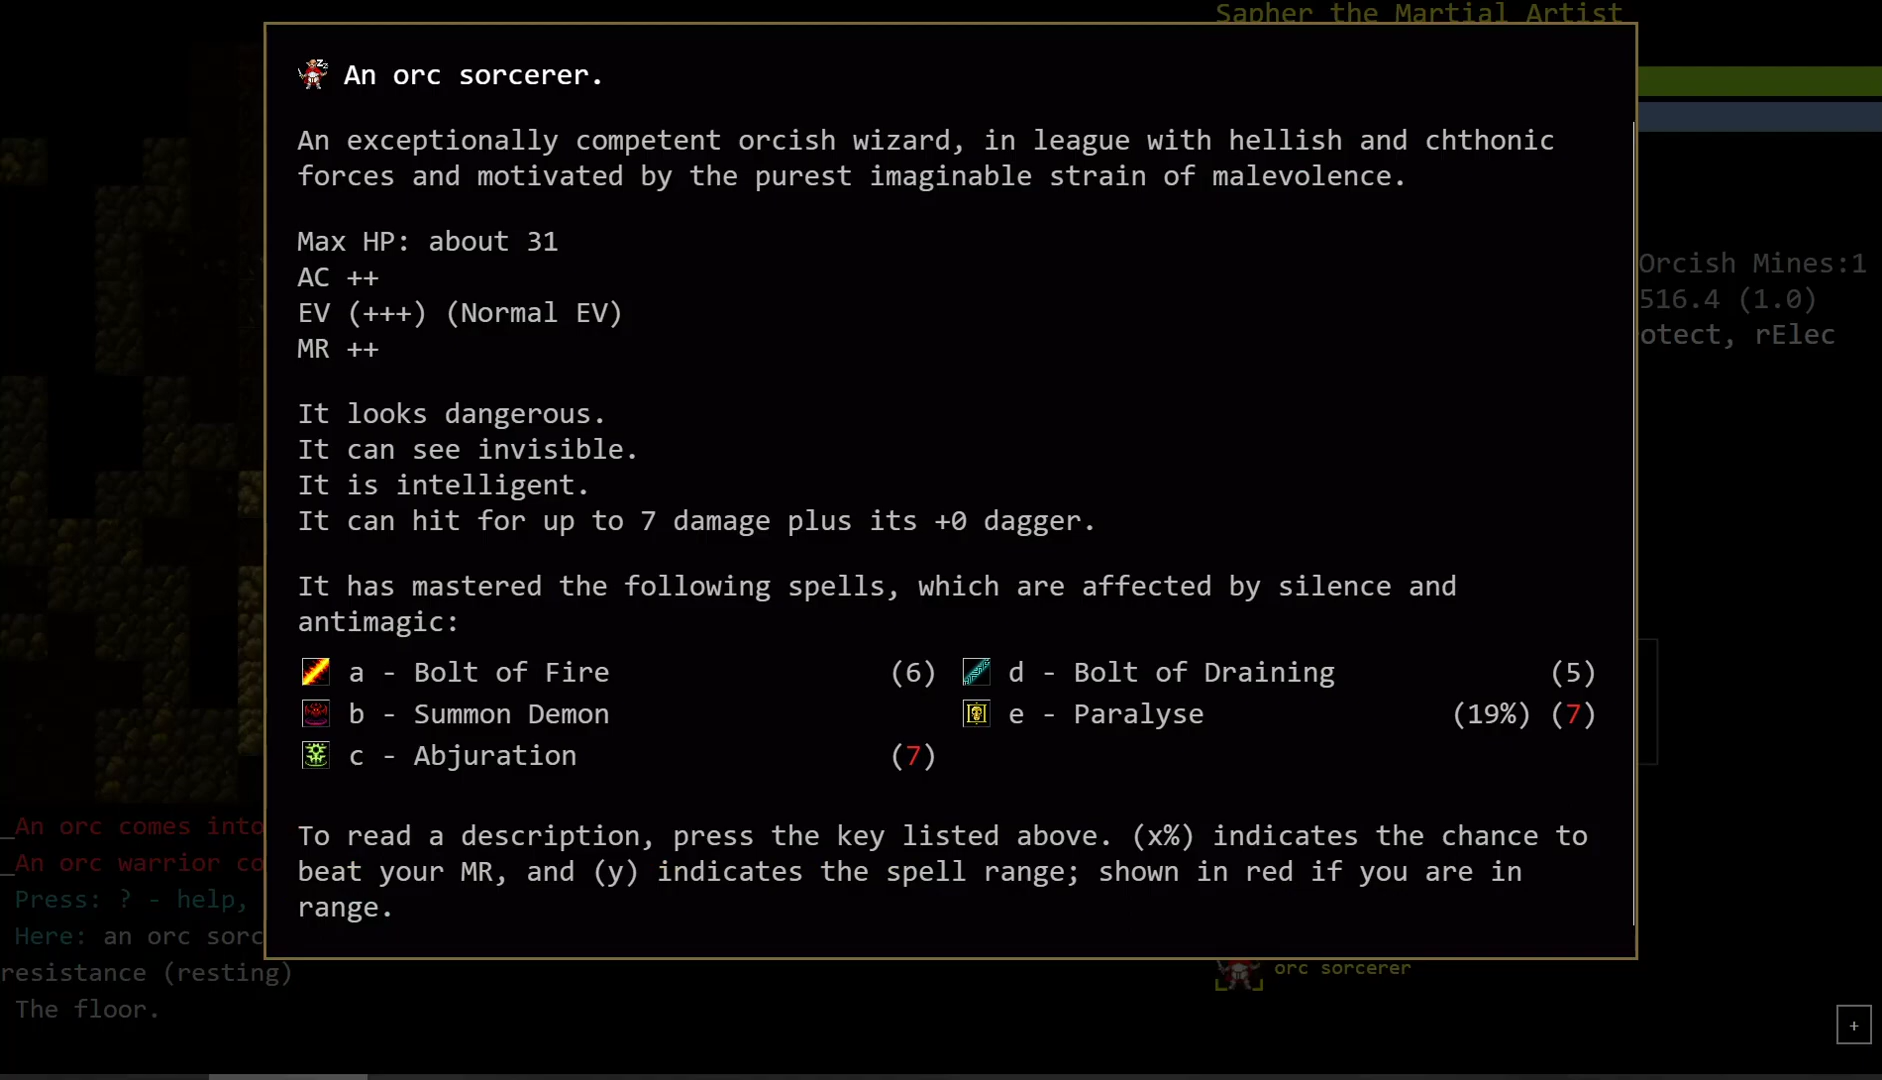 Sapher the Martial Artist
An orc sorcerer.
An exceptionally competent orcish wizard, in league with hellish and chthonic
forces and motivated by the purest imaginable strain of malevolence.
Max HP: about 31
AC ++
EV (+++) (Normal EV)
MR ++
Orcish Mines:1
516.4 (1.0)
otect, rElec
It looks dangerous.
It can see invisible.
It is intelligent.
It can hit for up to 7 damage plus its +0 dagger.
It has mastered the following spells, which are affected by silence and
antimagic:
a - Bolt of Fire (6) d - Bolt of Draining (5)
b - Summon Demon e - Paralyse (19%) (7)
c - Abjuration (7)
To read a description, press the key listed above. (x%) indicates the chance to
beat your MR, and (y) indicates the spell range; shown in red if you are in
range.
_An orc comes into
_An orc warrior co
Press: ? - help,
Here: an orc sorc
resistance (resting)
The floor.
orc sorcerer
+